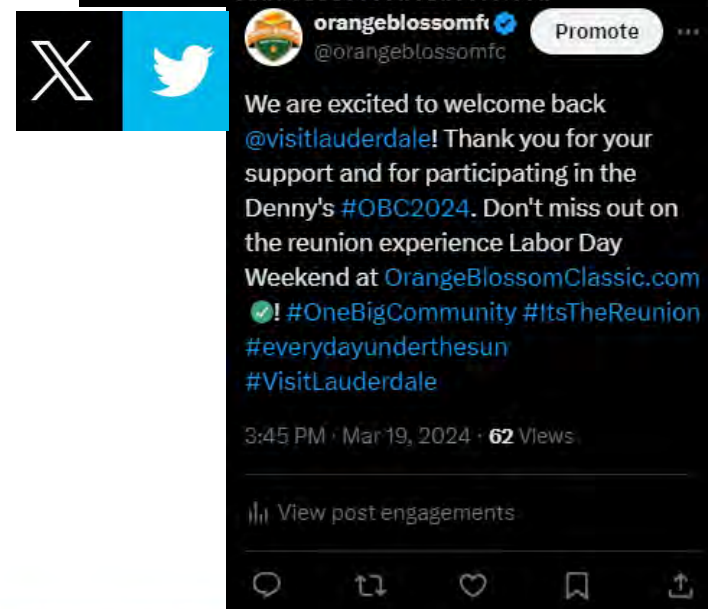 orangeblossomfc
Promote
@orangeblossomfc
We are excited to welcome back
@visitlauderdale! Thank you for your
support and for participating in the
Denny's #OBC2024. Don't miss out on
the reunion experience Labor Day
Weekend at OrangeBlossomClassic.com
✅! #OneBigCommunity #ItsTheReunion
#everydayunderthesun
#VisitLauderdale
3:45 PM · Mar 19, 2024 · 62 Views
View post engagements